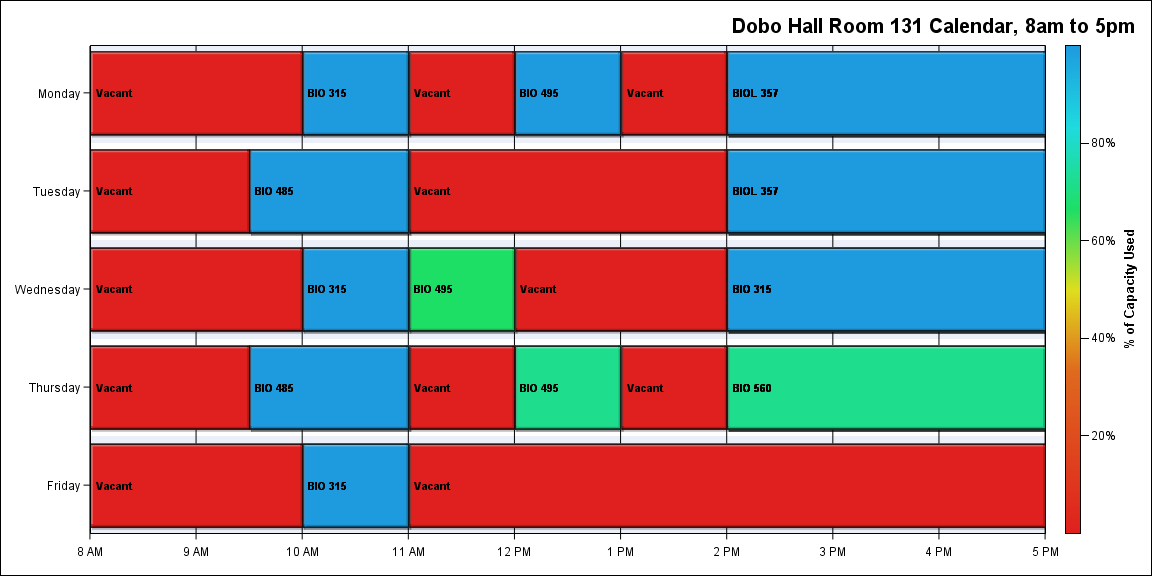 Dobo Hall Room 131 Calendar, 8am to 5pm
Monday
Vacant
BIO 315
Vacant
BIO 495
Vacant
BIOL 357
Tuesday
Vacant
BIO 485
Vacant
BIOL 357
Wednesday
Vacant
BIO 315
BIO 495
Vacant
BIO 315
Thursday
Vacant
BIO 485
Vacant
BIO 495
Vacant
BIO 560
Friday
Vacant
BIO 315
Vacant
8 AM
9 AM
10 AM
11 AM
12 PM
1 PM
2 PM
3 PM
4 PM
5 PM
80%
60%
40%
20%
% of Capacity Used